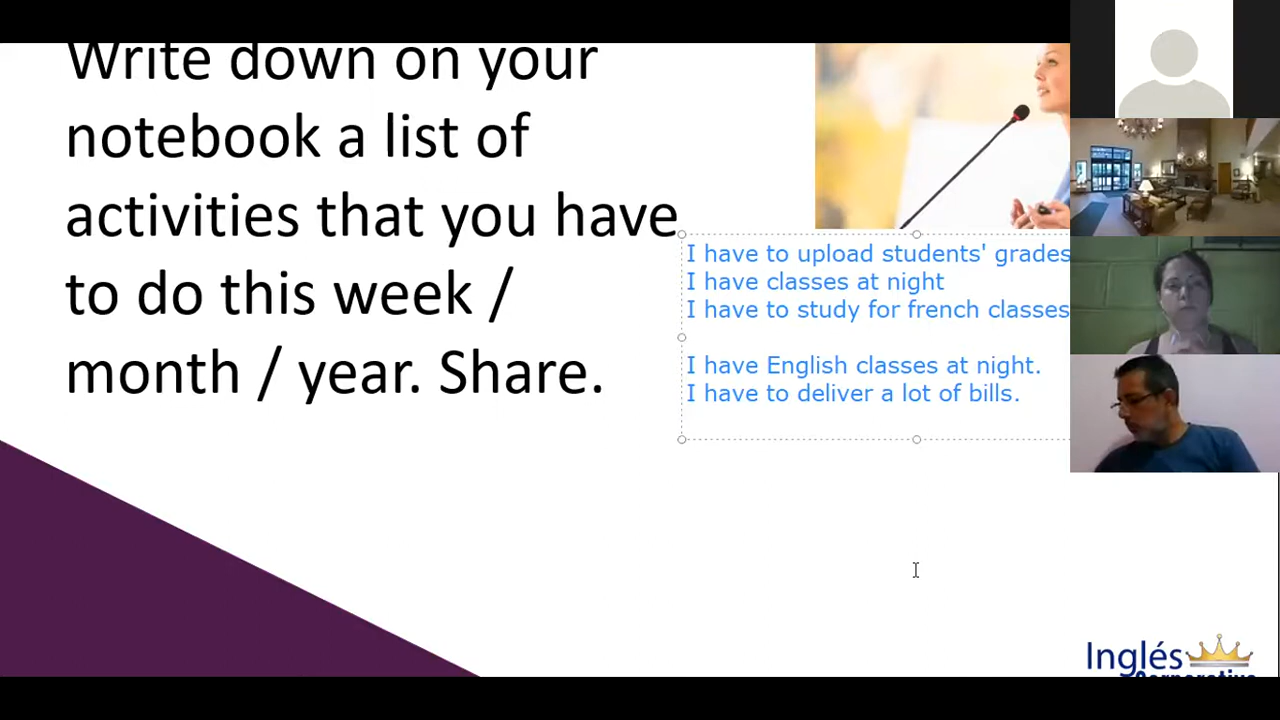 Write down on your
notebook a list of
activities that you have
to do this week /
month / year. Share.
I have to upload students' grades
I have classes at night
I have to study for french classes
I have English classes at night.
I have to deliver a lot of bills.
Inglés
Corporativo